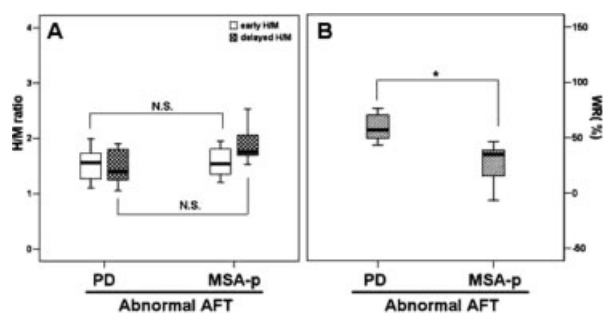 A
early H/M
delayed H/M
B
4
3
2
1
0
H/M ratio
N.S.
N.S.
PD
MSA-p
Abnormal AFT
*
150
100
50
0
-50
WR( %)
PD
MSA-p
Abnormal AFT